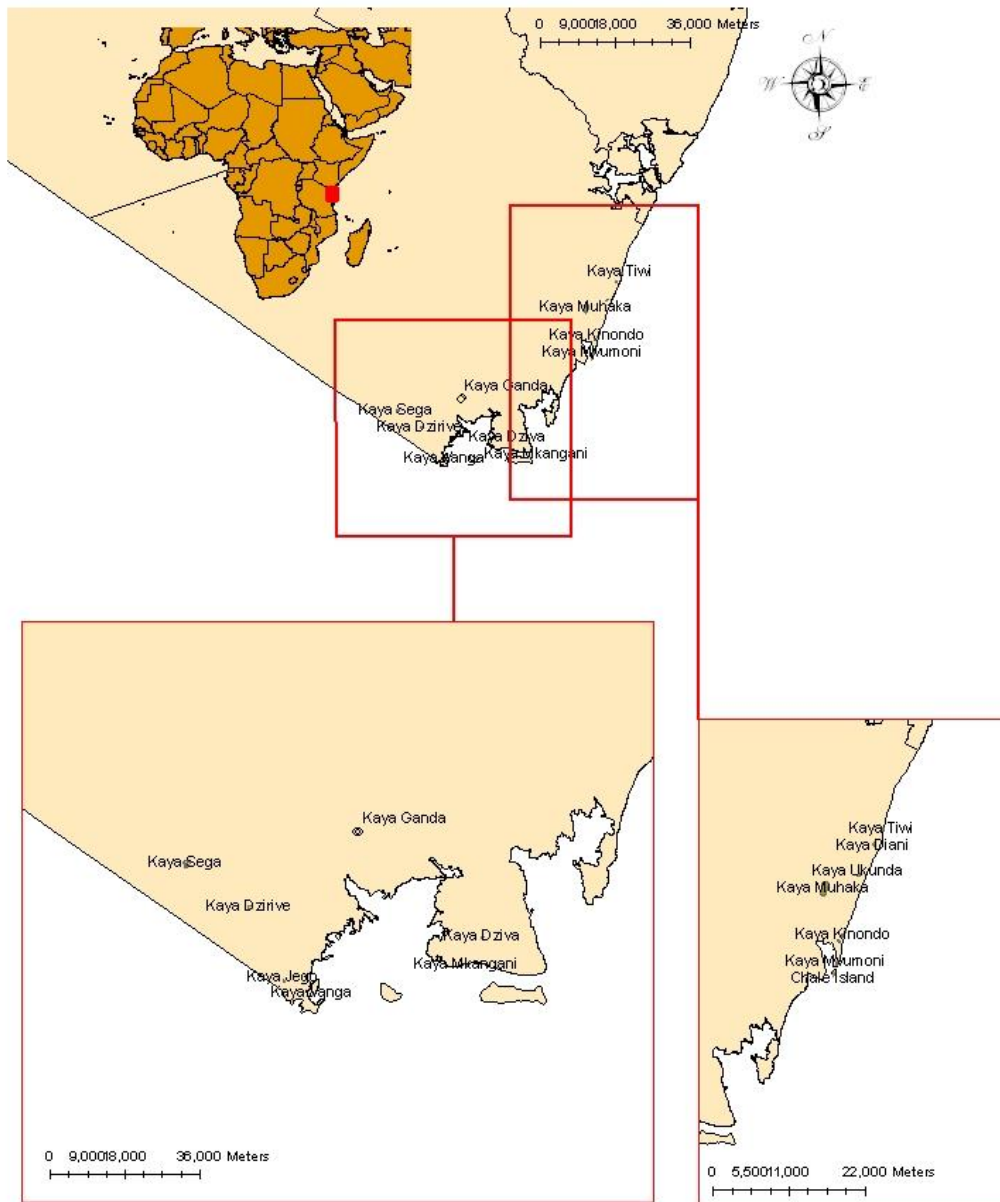 0 9,00018,000 36,000 Meters
N
W E
S
Kaya Tiwi
Kaya Muhaka
Kaya Kinondo
Kaya Mvumoni
Kaya Ganda
Kaya Sega
Kaya Dzirive
Kaya Dziva
Kaya Vanga
Kaya Mkangani
Kaya Ganda
Kaya Sega
Kaya Dzirive
Kaya Dziva
Kaya Mkangani
Kaya Jego
Kaya Vanga
0 9,00018,000 36,000 Meters
Kaya Tiwi
Kaya Diani
Kaya Ukunda
Kaya Muhaka
Kaya Kinondo
Kaya Mvumoni
Chale Island
0 5,50011,000 22,000 Meters